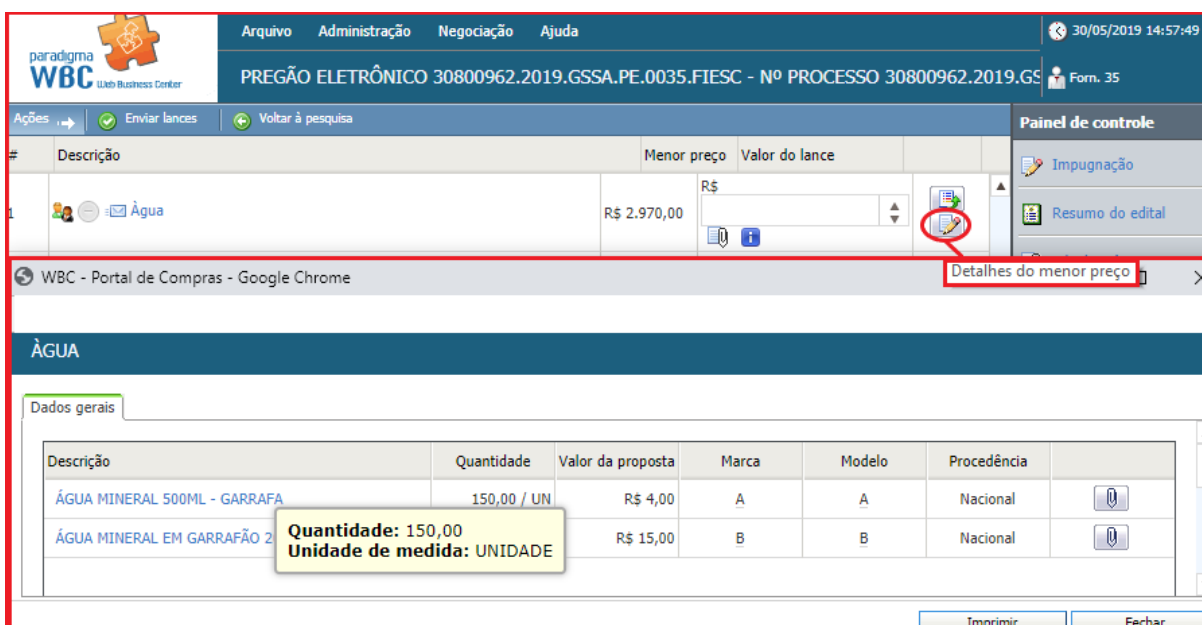 Arquivo Administração Negociação Ajuda 30/05/2019 14:57:49
paradigma
WBC Web Business Center
PREGÃO ELETRÔNICO 30800962.2019.GSSA.PE.0035.FIESC - Nº PROCESSO 30800962.2019.GS Forn. 35
Ações Enviar lances Voltar à pesquisa Painel de controle
# Descrição Menor preço Valor do lance
Impugnação
R$
1 Àgua R$ 2.970,00
Resumo do edital
Detalhes do menor preço
WBC - Portal de Compras - Google Chrome
ÀGUA
Dados gerais
Descrição Quantidade Valor da proposta Marca Modelo Procedência
ÁGUA MINERAL 500ML - GARRAFA 150,00 / UN R$ 4,00 A A Nacional
ÁGUA MINERAL EM GARRAFÃO 2 R$ 15,00 B B Nacional
Quantidade: 150,00
Unidade de medida: UNIDADE
Imprimir Fechar